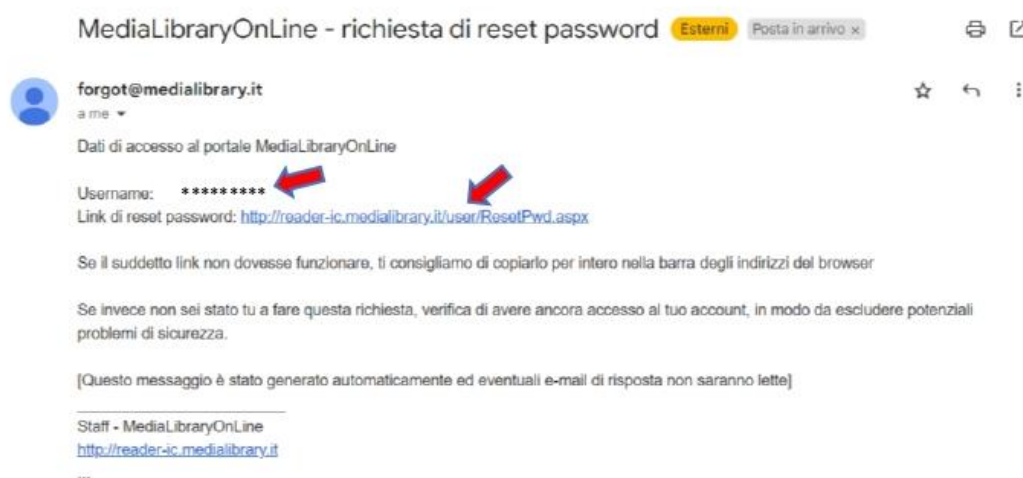 MediaLibraryOnLine - richiesta di reset password Esterni Posta in arrivo x
forgot@medialibrary.it
a me
Dati di accesso al portale MediaLibraryOnLine
Username: *********
Link di reset password: http://reader-ic.medialibrary.it/user/ResetPwd.aspx
Se il suddetto link non dovesse funzionare, ti consigliamo di copiarlo per intero nella barra degli indirizzi del browser
Se invece non sei stato tu a fare questa richiesta, verifica di avere ancora accesso al tuo account, in modo da escludere potenziali
problemi di sicurezza.
[Questo messaggio è stato generato automaticamente ed eventuali e-mail di risposta non saranno lette]
Staff - MediaLibraryOnLine
http://reader-ic.medialibrary.it
...